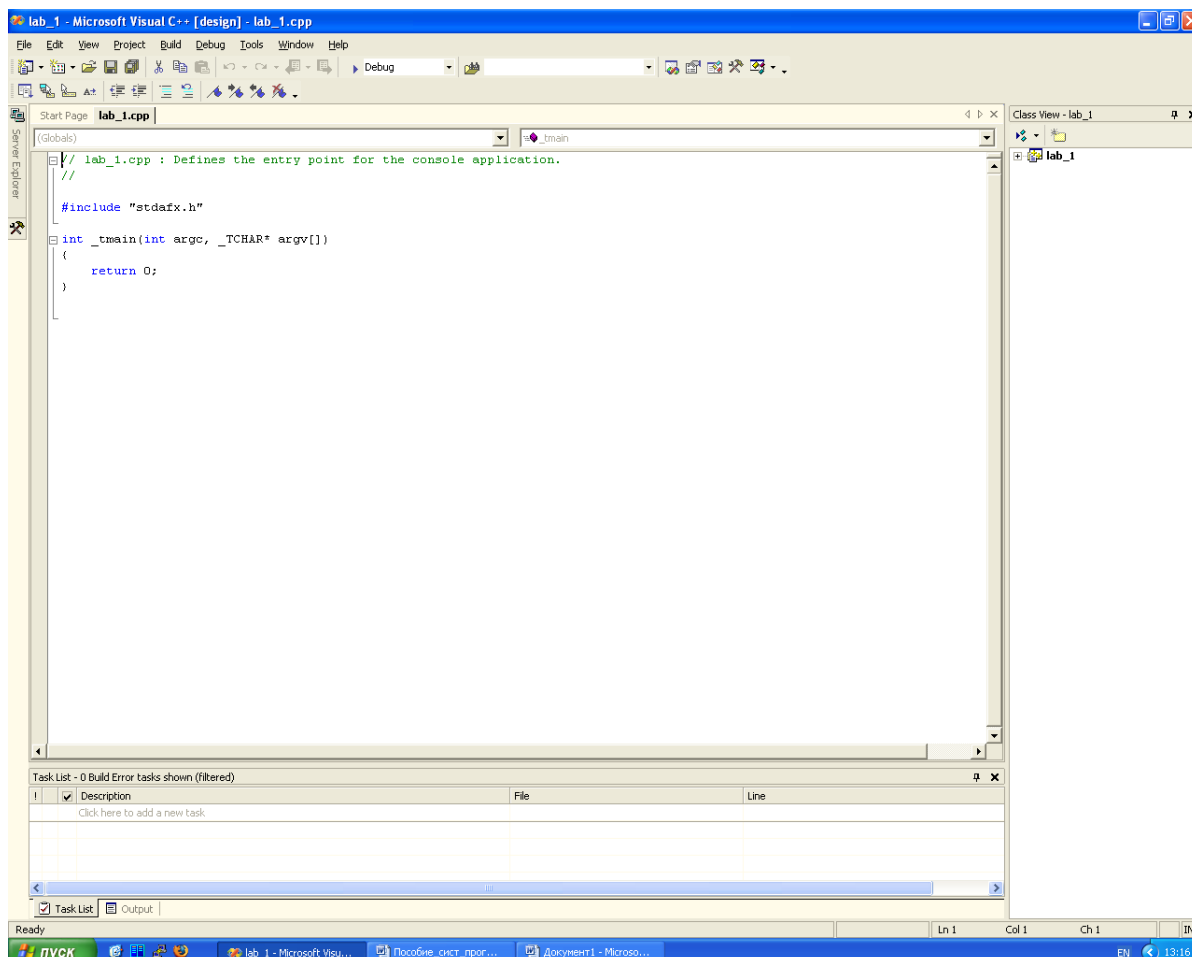 lab_1 - Microsoft Visual C++ [design] - lab_1.cpp
File Edit View Project Build Debug Tools Window Help
Debug
Start Page lab_1.cpp
Class View - lab_1
(Globals) _tmain
Server Explorer
lab_1
// lab_1.cpp : Defines the entry point for the console application.
//
#include "stdafx.h"
int _tmain(int argc, _TCHAR* argv[])
{
return 0;
}
Task List - 0 Build Error tasks shown (filtered)
! Description File Line
Click here to add a new task
Task List Output
Ready Ln 1 Col 1 Ch 1
пуск lab_1 - Microsoft Visu... Пособие_сист_прог... Документ1 - Microso... EN 13:16